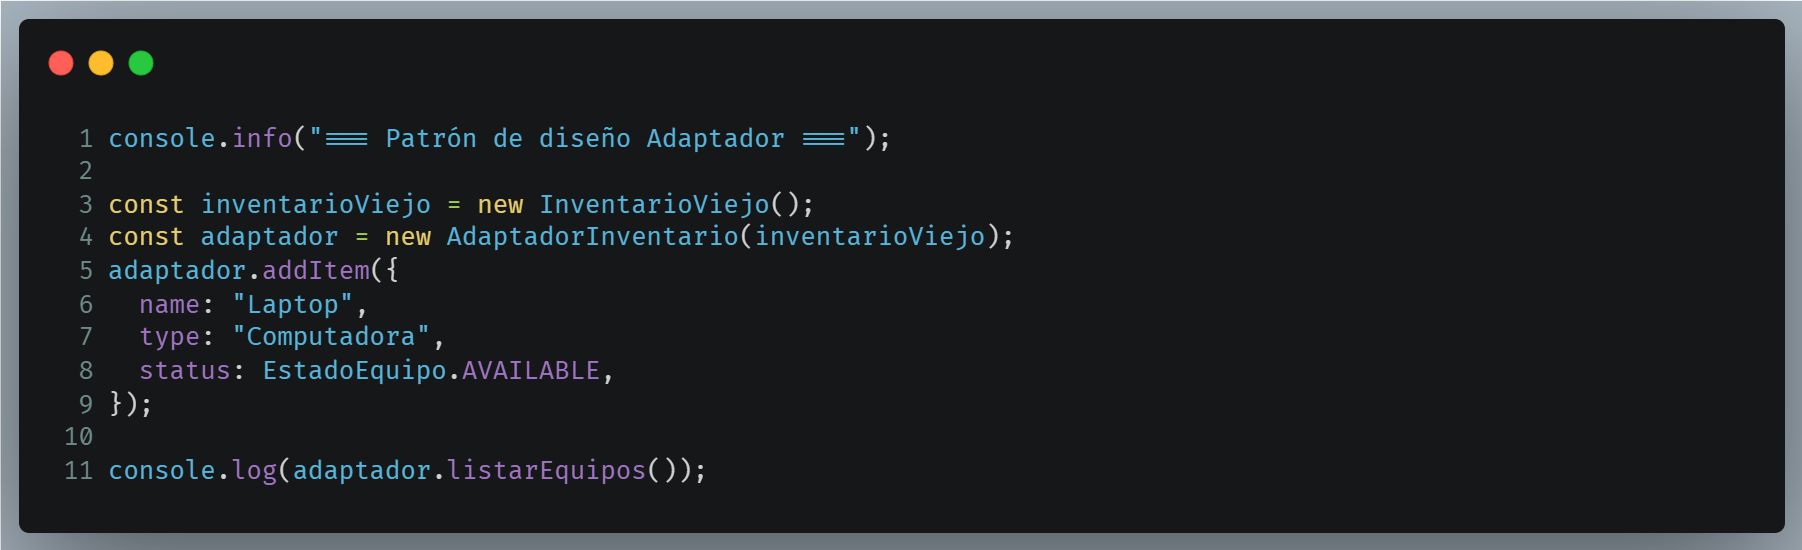 1 console.info("=== Patrón de diseño Adaptador ===");
2
3 const inventarioViejo = new InventarioViejo();
4 const adaptador = new AdaptadorInventario(inventarioViejo);
5 adaptador.addItem({
6   name: "Laptop",
7   type: "Computadora",
8   status: EstadoEquipo.AVAILABLE,
9 });
10
11 console.log(adaptador.listarEquipos());